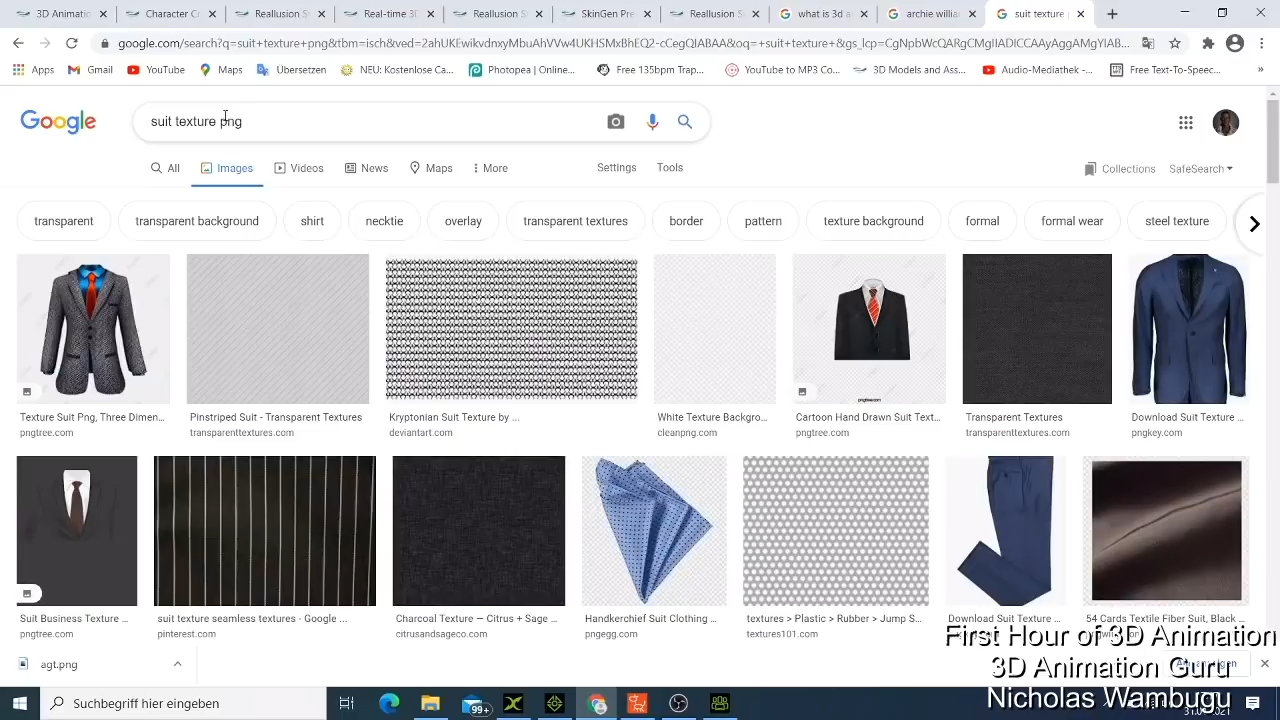 3D Animatic
Character Cr
Reallusion St
Real-time 3D
Reallusion So
SkinGen Pre
Reallusion S
what is 3d a
archie willia
suit texture p
google.com/search?q=suit+texture+png&tbm=isch&ved=2ahUKEwikvdnxyMbuAhVVw4UKHSMxBhEQ2-cCegQIABAA&oq=+suit+texture+&gs_lcp=CgNpbWcQARgCMgIIADICCAAyAggAMgYIAB...
Apps
Gmail
YouTube
Maps
Übersetzen
NEU: Kostenlose Ca...
Photopea | Online...
Free 135bpm Trap...
YouTube to MP3 Co...
3D Models and Ass...
Audio-Mediathek -...
Free Text-To-Speec...
»
Google
suit texture png
All
Images
Videos
News
Maps
More
Settings
Tools
Collections
SafeSearch
transparent
transparent background
shirt
necktie
overlay
transparent textures
border
pattern
texture background
formal
formal wear
steel texture
pngtree.com
Texture Suit Png, Three Dimen...
pngtree.com
Pinstriped Suit - Transparent Textures
transparenttextures.com
Kryptonian Suit Texture by ...
deviantart.com
White Texture Backgro...
cleanpng.com
Cartoon Hand Drawn Suit Text...
pngtree.com
Transparent Textures
transparenttextures.com
Download Suit Texture ...
pngkey.com
Suit Business Texture ...
pngtree.com
suit texture seamless textures - Google ...
pinterest.com
Charcoal Texture – Citrus + Sage ...
citrusandsageco.com
Handkerchief Suit Clothing ...
pngegg.com
textures > Plastic > Rubber > Jump S...
textures101.com
Download Suit Texture ...
54 Cards Textile Fiber Suit, Black ...
First Hour of 3D Animation
3D Animation Guru
Nicholas Wambugu
agt.png
Suchbegriff hier eingeben
99+